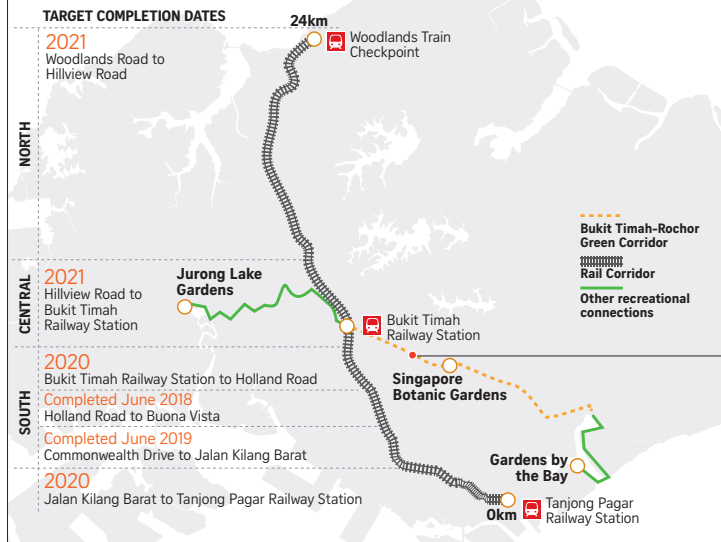 TARGET COMPLETION DATES
24km
Woodlands Train
Checkpoint
NORTH
2021
Woodlands Road to
Hillview Road
CENTRAL
2021
Hillview Road to
Bukit Timah
Railway Station
Jurong Lake
Gardens
Bukit Timah-Rochor
Green Corridor
Rail Corridor
Other recreational
connections
Bukit Timah
Railway Station
SOUTH
2020
Bukit Timah Railway Station to Holland Road
Completed June 2018
Holland Road to Buona Vista
Completed June 2019
Commonwealth Drive to Jalan Kilang Barat
2020
Jalan Kilang Barat to Tanjong Pagar Railway Station
Singapore
Botanic Gardens
Gardens by
the Bay
0km
Tanjong Pagar
Railway Station